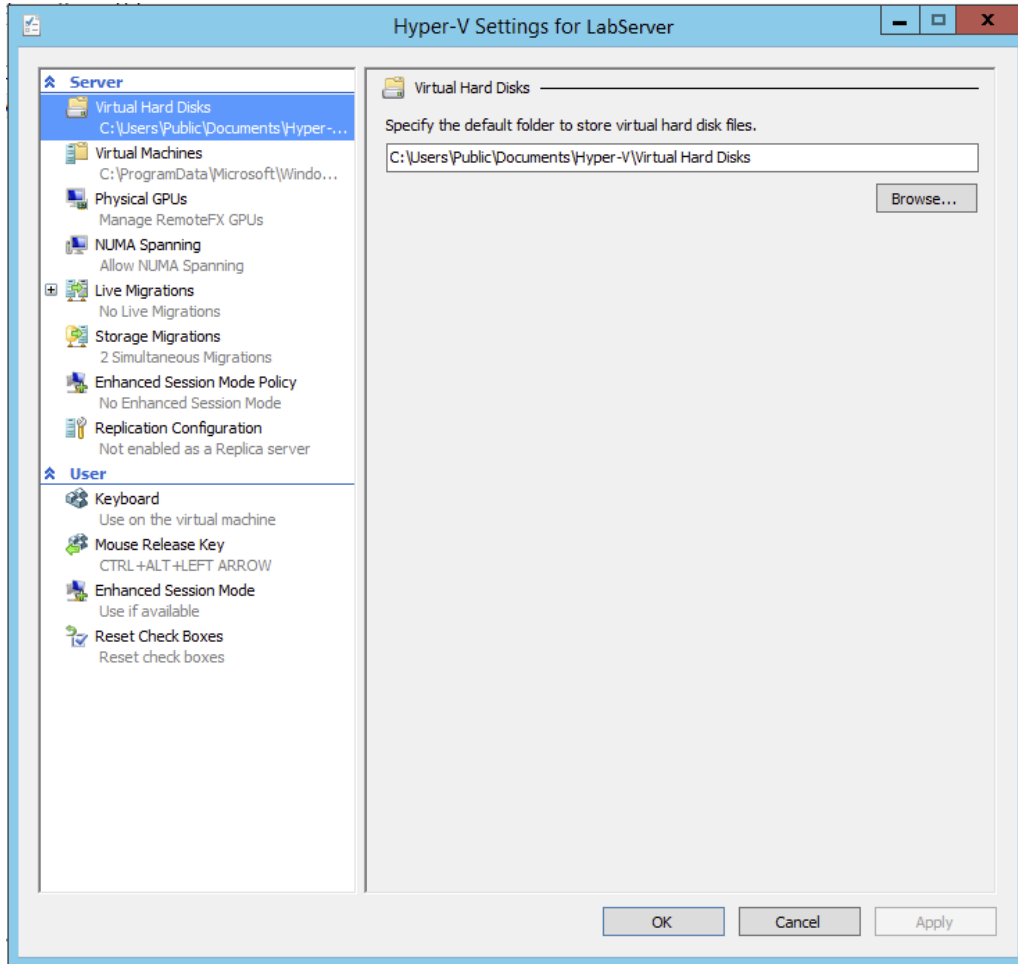 Hyper-V Settings for LabServer
Server
Virtual Hard Disks
C:\Users\Public\Documents\Hyper-...
Virtual Machines
C:\ProgramData\Microsoft\Windo...
Physical GPUs
Manage RemoteFX GPUs
NUMA Spanning
Allow NUMA Spanning
Live Migrations
No Live Migrations
Storage Migrations
2 Simultaneous Migrations
Enhanced Session Mode Policy
No Enhanced Session Mode
Replication Configuration
Not enabled as a Replica server
User
Keyboard
Use on the virtual machine
Mouse Release Key
CTRL+ALT+LEFT ARROW
Enhanced Session Mode
Use if available
Reset Check Boxes
Reset check boxes
Virtual Hard Disks
Specify the default folder to store virtual hard disk files.
C:\Users\Public\Documents\Hyper-V\Virtual Hard Disks
Browse...
OK
Cancel
Apply